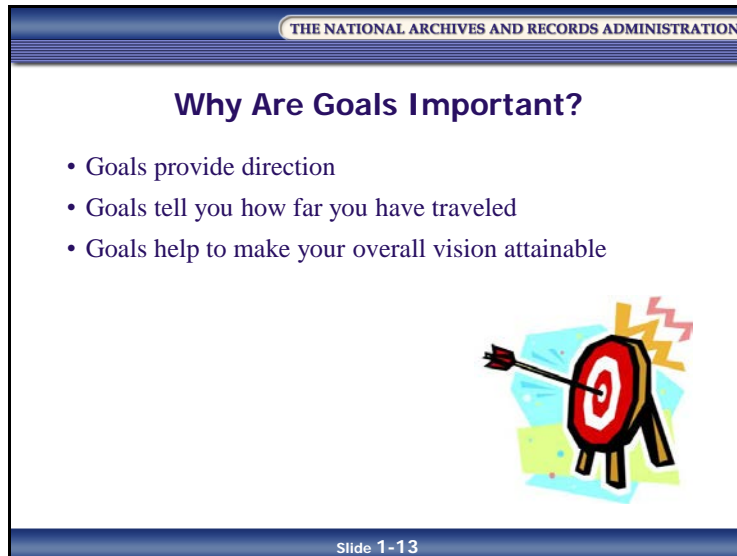 THE NATIONAL ARCHIVES AND RECORDS ADMINISTRATION
Why Are Goals Important?
• Goals provide direction
• Goals tell you how far you have traveled
• Goals help to make your overall vision attainable
Slide 1-13